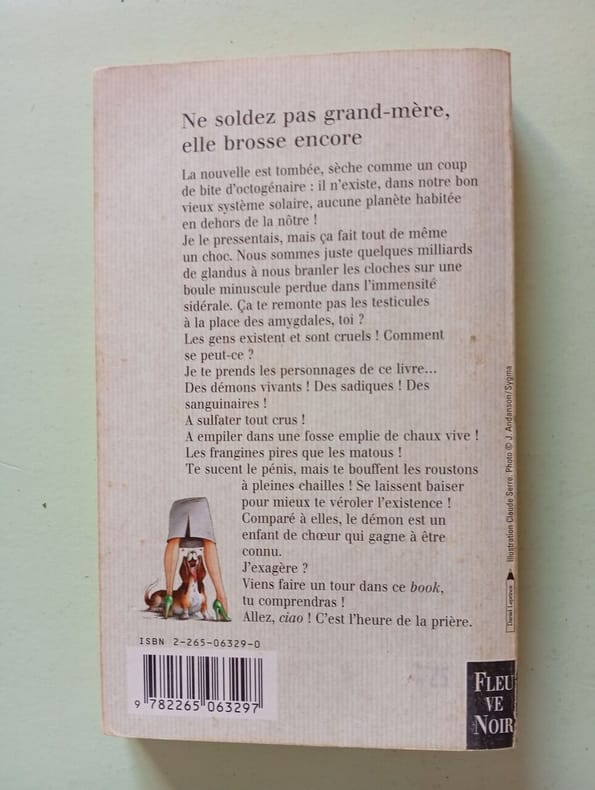 Ne soldez pas grand-mère,
elle brosse encore
La nouvelle est tombée, sèche comme un coup
de bite d'octogénaire : il n'existe, dans notre bon
vieux système solaire, aucune planète habitée
en dehors de la nôtre !
Je le pressentais, mais ça fait tout de même
un choc. Nous sommes juste quelques milliards
de glandus à nous branler les cloches sur une
boule minuscule perdue dans l'immensité
sidérale. Ça te remonte pas les testicules
à la place des amygdales, toi ?
Les gens existent et sont cruels ! Comment
se peut-ce ?
Je te prends les personnages de ce livre...
Des démons vivants ! Des sadiques ! Des
sanguinaires !
A sulfater tout crus !
A empiler dans une fosse emplie de chaux vive !
Les frangines pires que les matous !
Te sucent le pénis, mais te bouffent les roustons
à pleines chailles ! Se laissent baiser
pour mieux te véroler l'existence !
Comparé à elles, le démon est un
enfant de chœur qui gagne à être
connu.
J'exagère ?
Viens faire un tour dans ce book,
tu comprendras !
Allez, ciao ! C'est l'heure de la prière.
Illustration Claude Serre. Photo © J. Andanson/Sygma
Daniel Leprince
ISBN 2-265-06329-0
9 782265 063297
FLEU
VE
NOIR